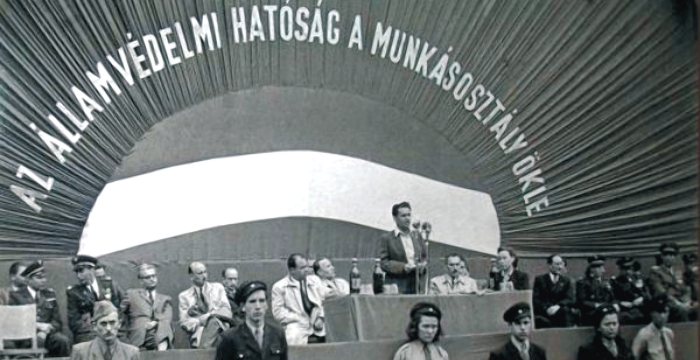 AZ ÁLLAMVÉDELMI HATÓSÁG A MUNKÁSOSZTÁLY ÖKLE